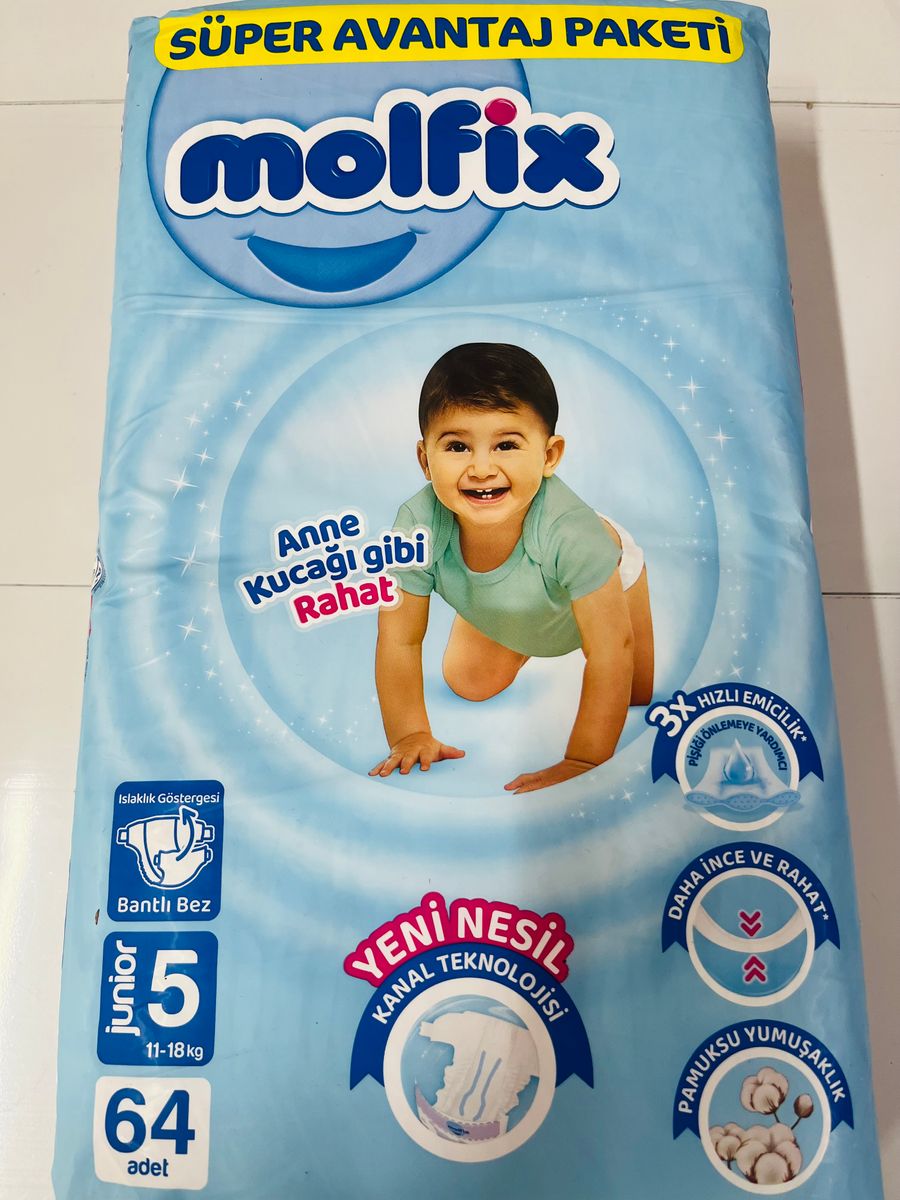 SÜPER AVANTAJ PAKETİ
molfix
Anne
Kucağı gibi
Rahat
3X HIZLI EMİCİLİK*
PİŞİĞİ ÖNLEMEYE YARDIMCI
Islaklık Göstergesi
Bantlı Bez
DAHA İNCE VE RAHAT*
junior 5
11-18 kg
YENİ NESİL
KANAL TEKNOLOJİSİ
molfix
PAMUKSU YUMUŞAKLIK
64
adet